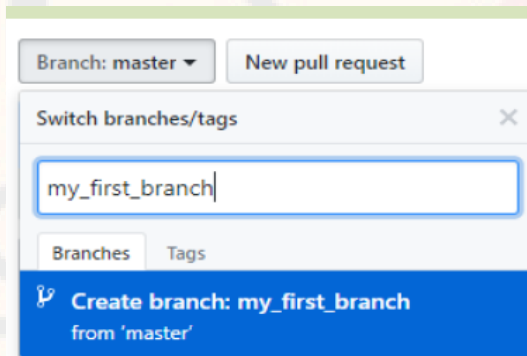 Branch: master New pull request
Switch branches/tags
my_first_branch
Branches Tags
Create branch: my_first_branch
from ‘master’